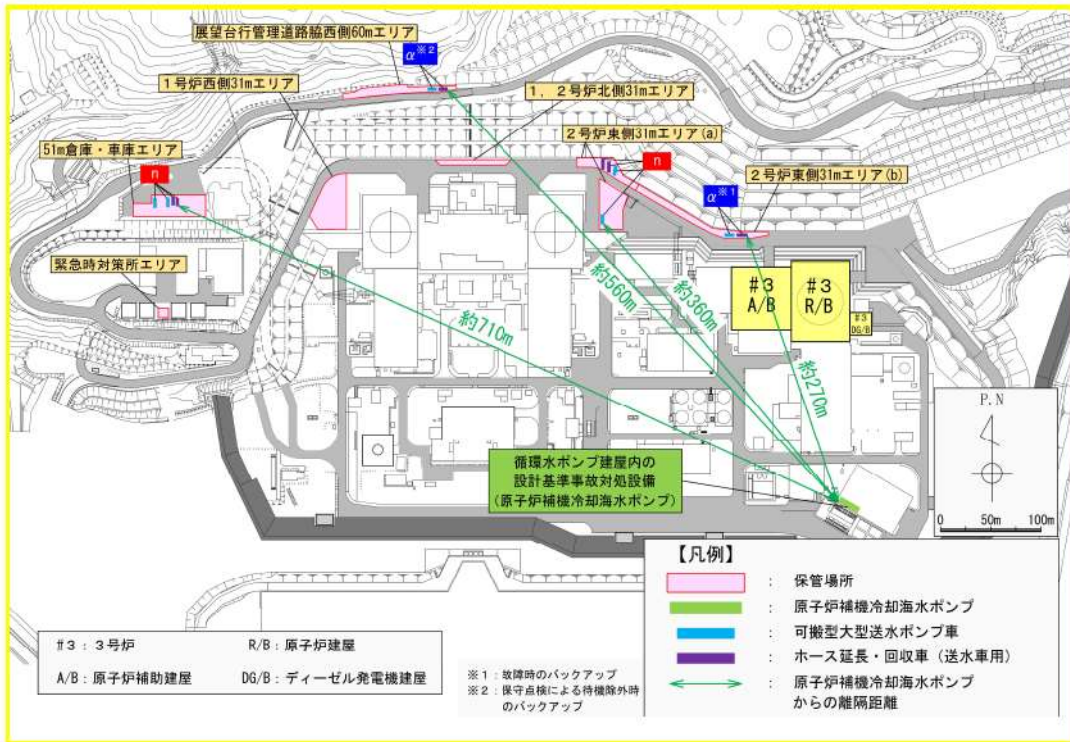 展望台行管理道路脇西側60mエリア
α※2
1号炉西側31mエリア
1,2号炉北側31mエリア
2号炉東側31mエリア(a)
51m倉庫・車庫エリア
n
n
2号炉東側31mエリア(b)
α※1
緊急時対策所エリア
#3
A/B
#3
R/B
#3
DG/B
約560m
約360m
約710m
約270m
P.N
0 50m 100m
循環水ポンプ建屋内の
設計基準事故対処設備
(原子炉補機冷却海水ポンプ)
【凡例】
: 保管場所
: 原子炉補機冷却海水ポンプ
: 可搬型大型送水ポンプ車
: ホース延長・回収車(送水車用)
: 原子炉補機冷却海水ポンプ
からの離隔距離
#3:3号炉 R/B:原子炉建屋
A/B:原子炉補助建屋 DG/B:ディーゼル発電機建屋
※1:故障時のバックアップ
※2:保守点検による待機除外時
のバックアップ